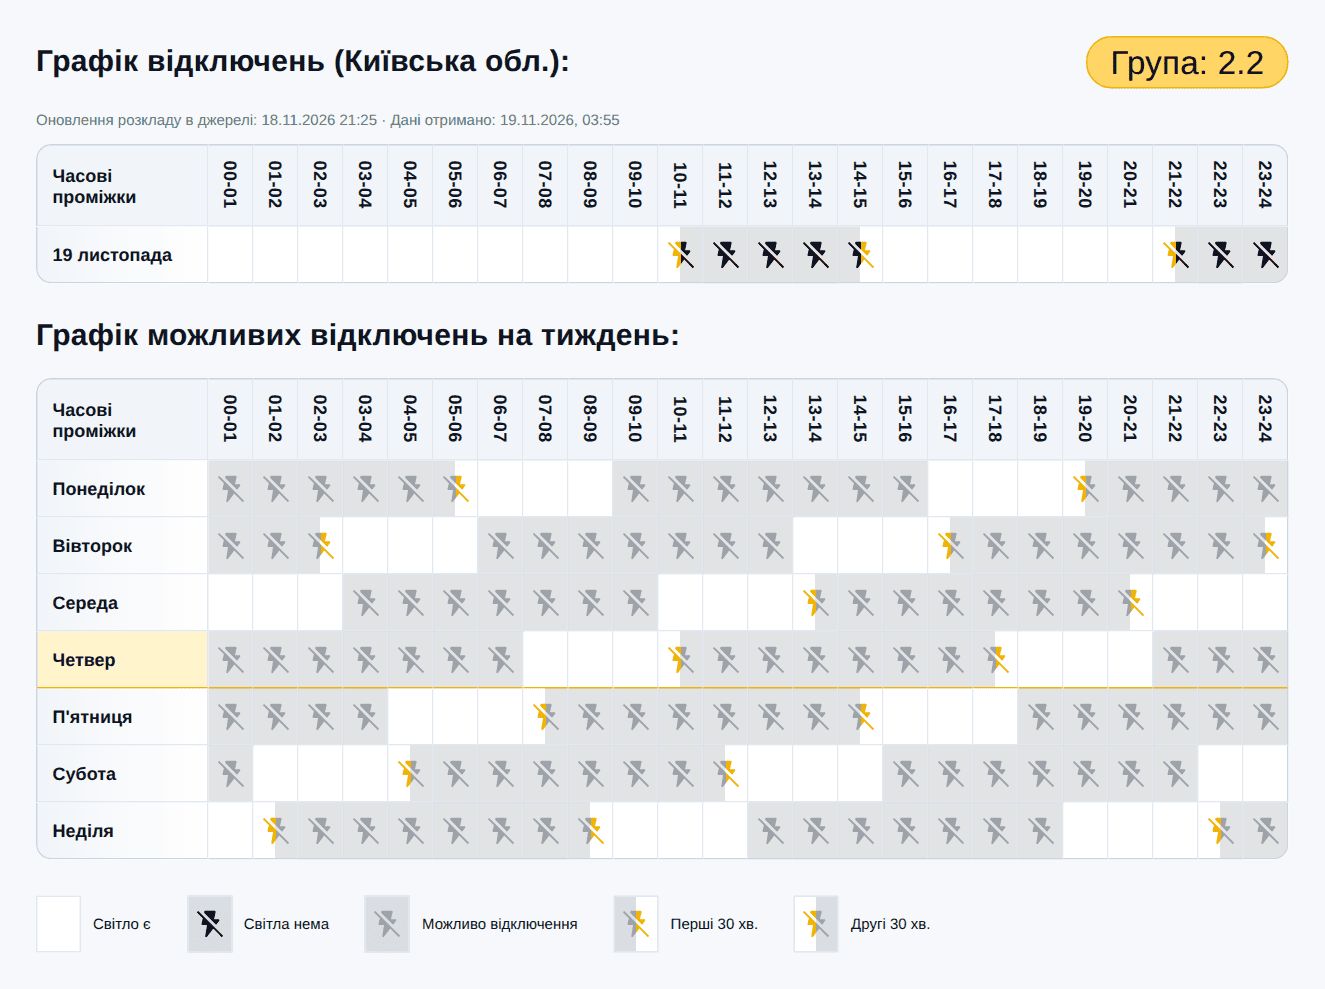 Графік відключень (Київська обл.):
Група: 2.2
Оновлення розкладу в джерелі: 18.11.2026 21:25 · Дані отримано: 19.11.2026, 03:55
Часові
проміжки
00-01 01-02 02-03 03-04 04-05 05-06 06-07 07-08 08-09 09-10 10-11 11-12 12-13 13-14 14-15 15-16 16-17 17-18 18-19 19-20 20-21 21-22 22-23 23-24
19 листопада
Графік можливих відключень на тиждень:
Часові
проміжки
00-01 01-02 02-03 03-04 04-05 05-06 06-07 07-08 08-09 09-10 10-11 11-12 12-13 13-14 14-15 15-16 16-17 17-18 18-19 19-20 20-21 21-22 22-23 23-24
Понеділок
Вівторок
Середа
Четвер
П'ятниця
Субота
Неділя
Світло є
Світла нема
Можливо відключення
Перші 30 хв.
Другі 30 хв.